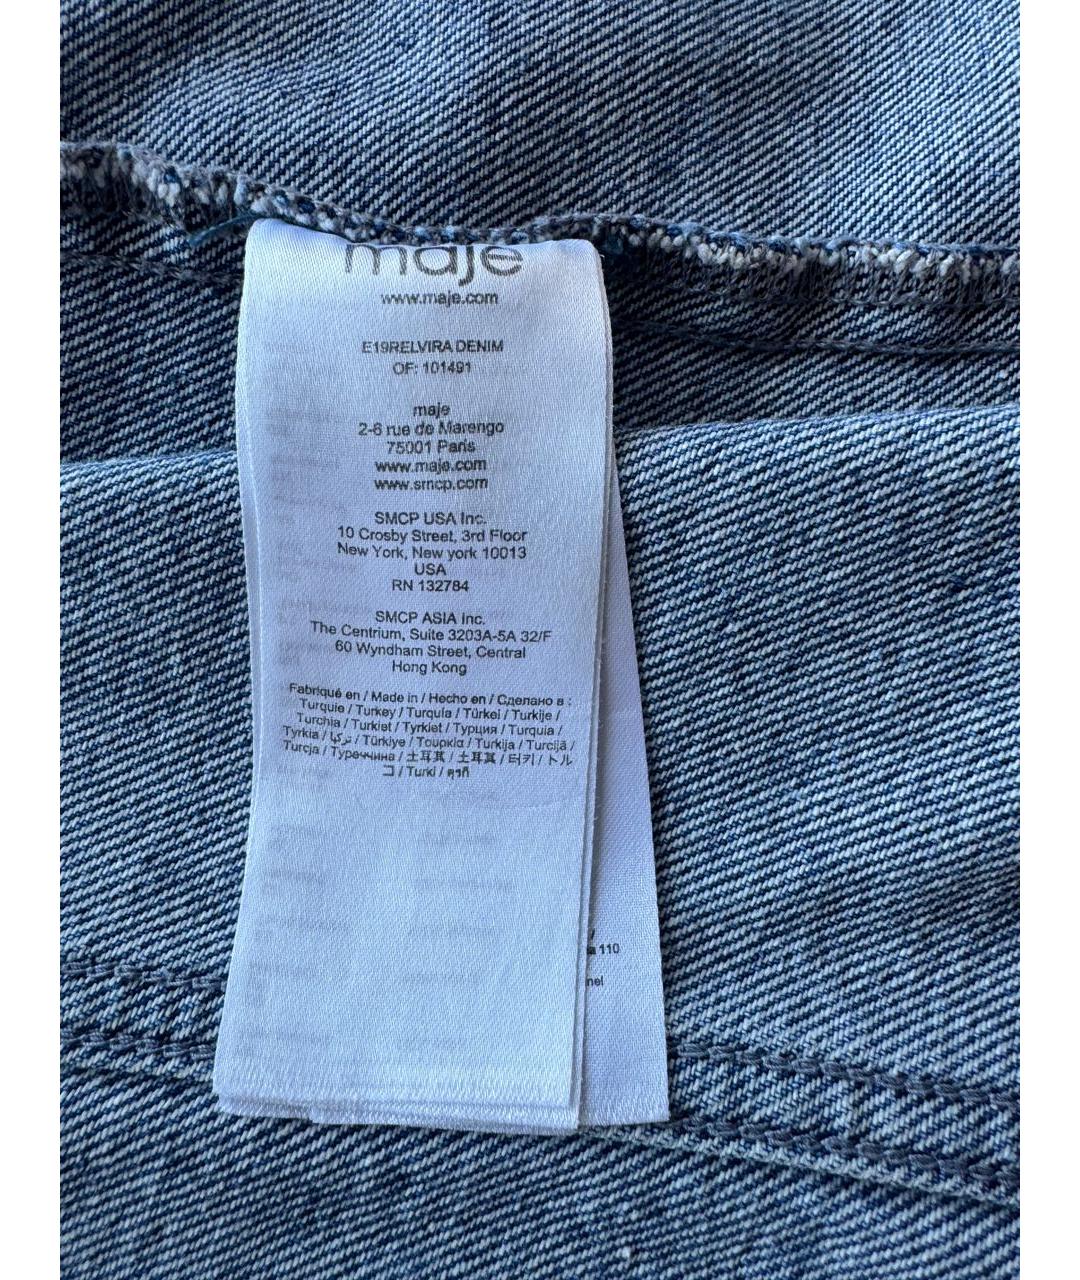 maje
www.maje.com
E19RELVIRA DENIM
OF: 101491
maje
2-6 rue de Marengo
75001 Paris
www.maje.com
www.smcp.com
SMCP USA Inc.
10 Crosby Street, 3rd Floor
New York, New york 10013
USA
RN 132784
SMCP ASIA Inc.
The Centrium, Suite 3203A-5A 32/F
60 Wyndham Street, Central
Hong Kong
Fabriqué en / Made in / Hecho en / Сделано в :
Turquie / Turkey / Turquía / Türkei / Turkije /
Turchia / Turkiet / Tyrkiet / Турция / Turquia /
Tyrkia / تركيا / Türkiye / Τουρκία / Turkija / Turcijā /
Turcja / Туреччина / 土耳其 / 土耳其 / 터키 / トル
コ / Turki / ตุรกี
110